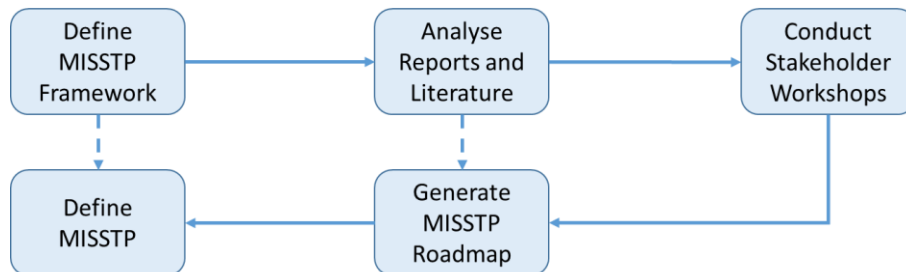 Define
MISSTP
Framework
Analyse
Reports and
Literature
Conduct
Stakeholder
Workshops
Define
MISSTP
Generate
MISSTP
Roadmap